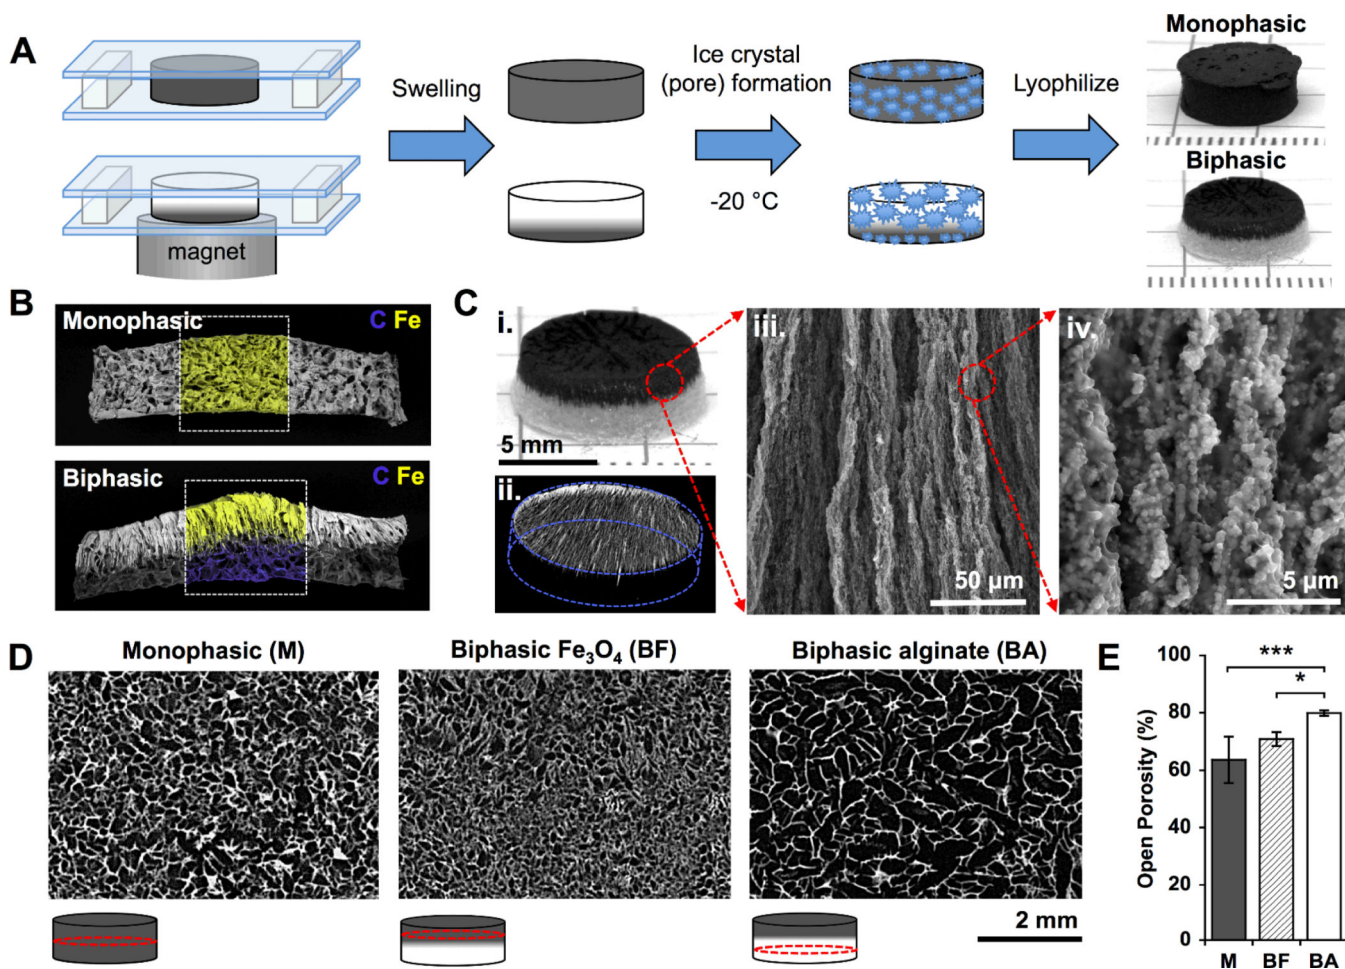 A
Swelling
Ice crystal
(pore) formation
-20 °C
Lyophilize
Monophasic
Biphasic
magnet
B
Monophasic
C Fe
Biphasic
C Fe
C
i.
5 mm
ii.
iii.
50 µm
iv.
5 µm
D
Monophasic (M)
Biphasic Fe₃O₄ (BF)
Biphasic alginate (BA)
2 mm
E
***
*
Open Porosity (%)
100
80
60
40
20
0
M BF BA